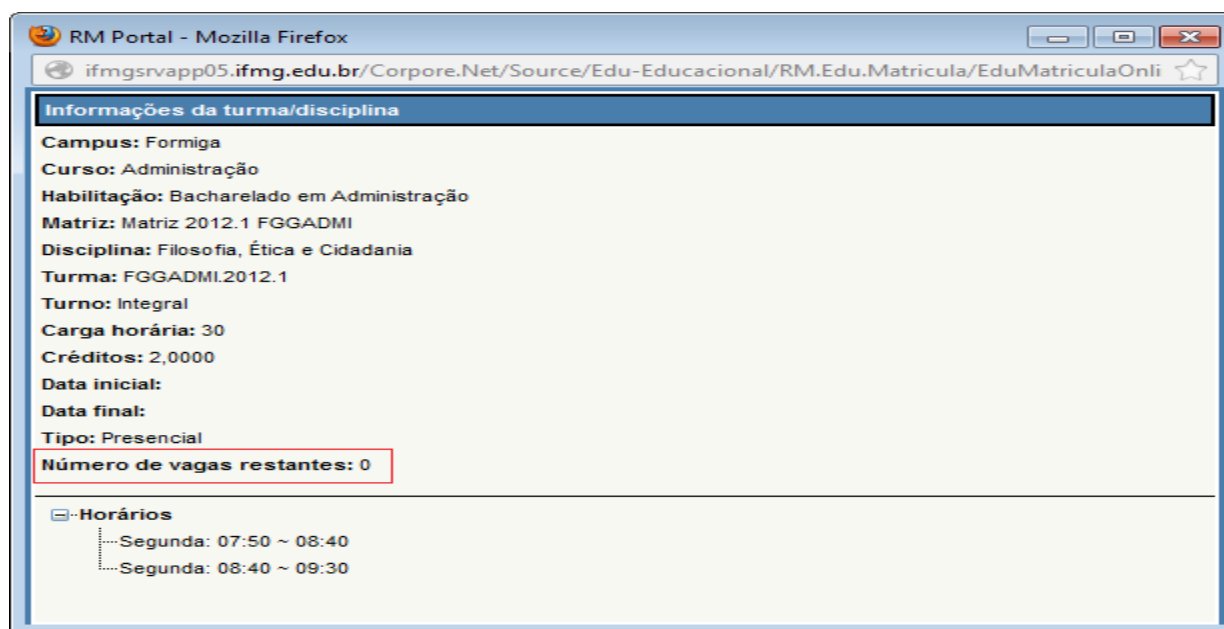 RM Portal - Mozilla Firefox
ifmgsrvapp05.ifmg.edu.br/Corpore.Net/Source/Edu-Educacional/RM.Edu.Matricula/EduMatriculaOnli
Informações da turma/disciplina
Campus: Formiga
Curso: Administração
Habilitação: Bacharelado em Administração
Matriz: Matriz 2012.1 FGGADMI
Disciplina: Filosofia, Ética e Cidadania
Turma: FGGADMI.2012.1
Turno: Integral
Carga horária: 30
Créditos: 2,0000
Data inicial:
Data final:
Tipo: Presencial
Número de vagas restantes: 0
Horários
Segunda: 07:50 ~ 08:40
Segunda: 08:40 ~ 09:30